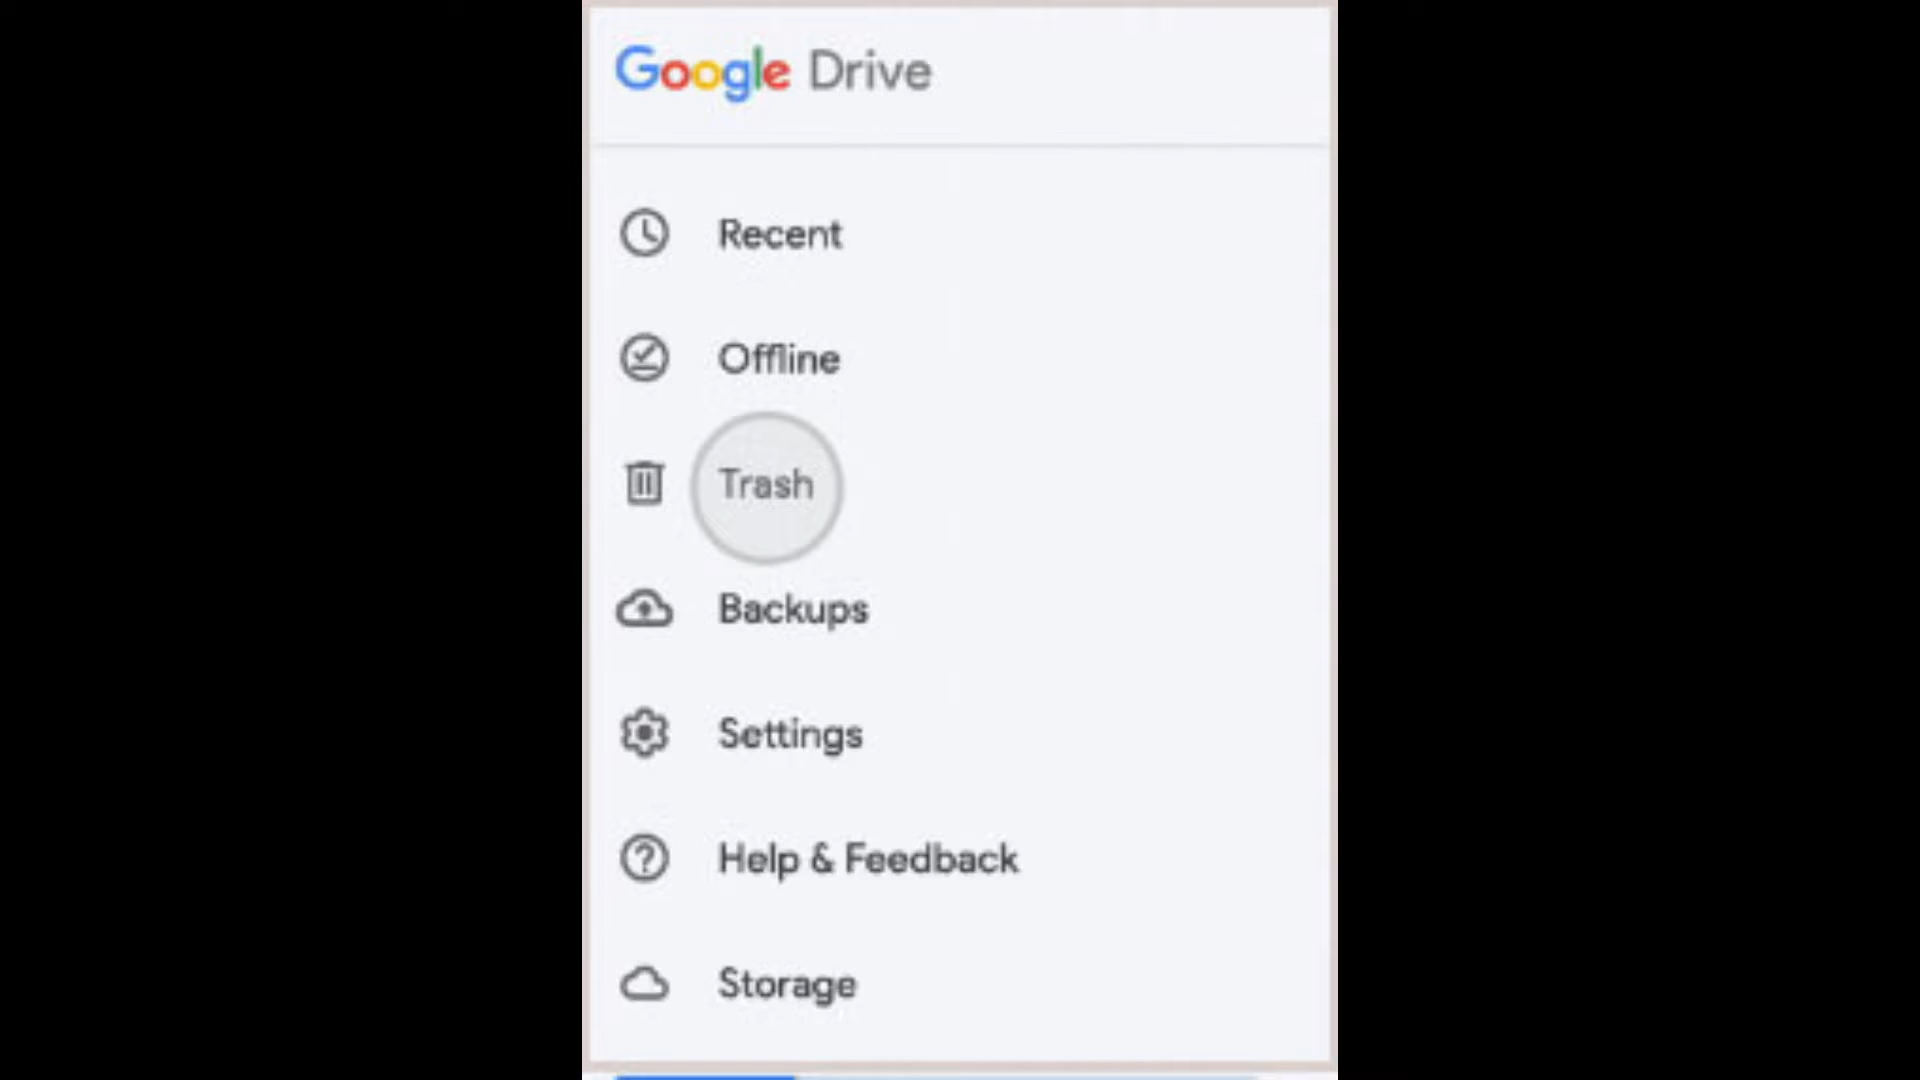 Google Drive
Recent
Offline
Trash
Backups
Settings
Help & Feedback
Storage